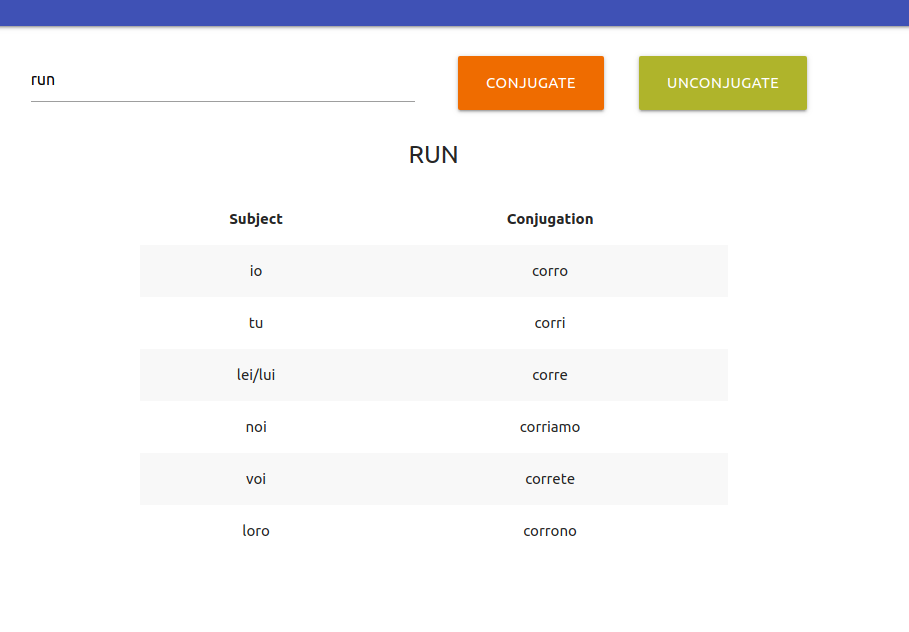 run
CONJUGATE
UNCONJUGATE
RUN
Subject Conjugation
io corro
tu corri
lei/lui corre
noi corriamo
voi correte
loro corrono